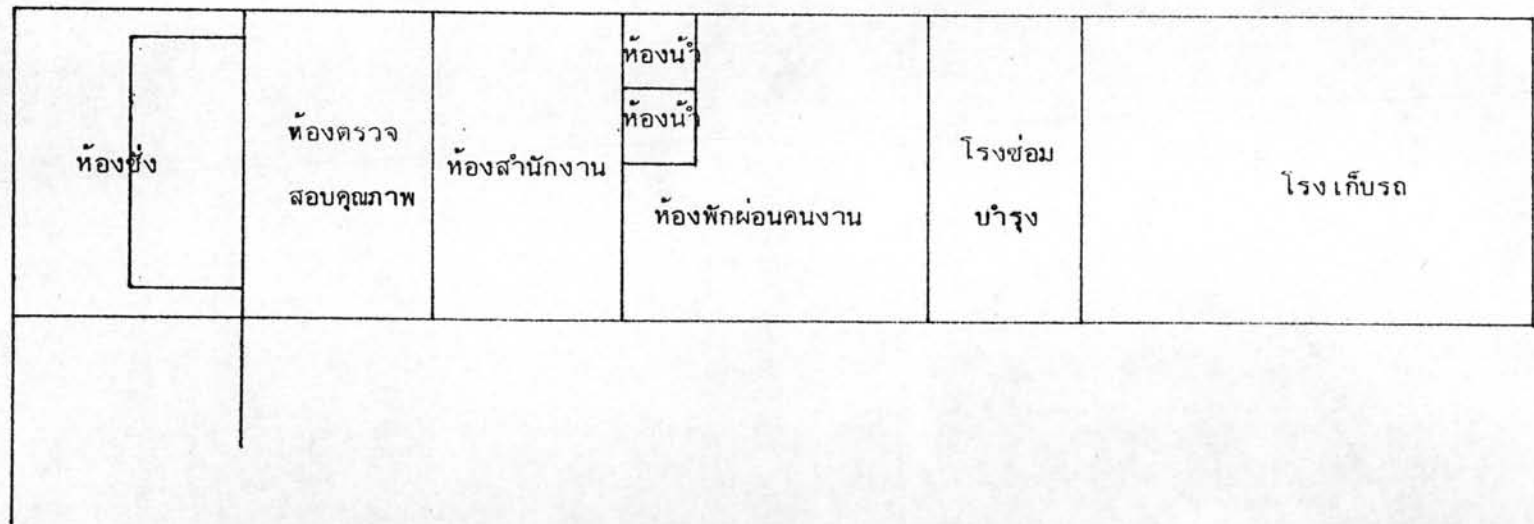 ห้องชั่ง
ห้องตรวจ
สอบคุณภาพ
ห้องสำนักงาน
ห้องน้ำ
ห้องน้ำ
ห้องพักผ่อนคนงาน
โรงซ่อม
บำรุง
โรงเก็บรถ